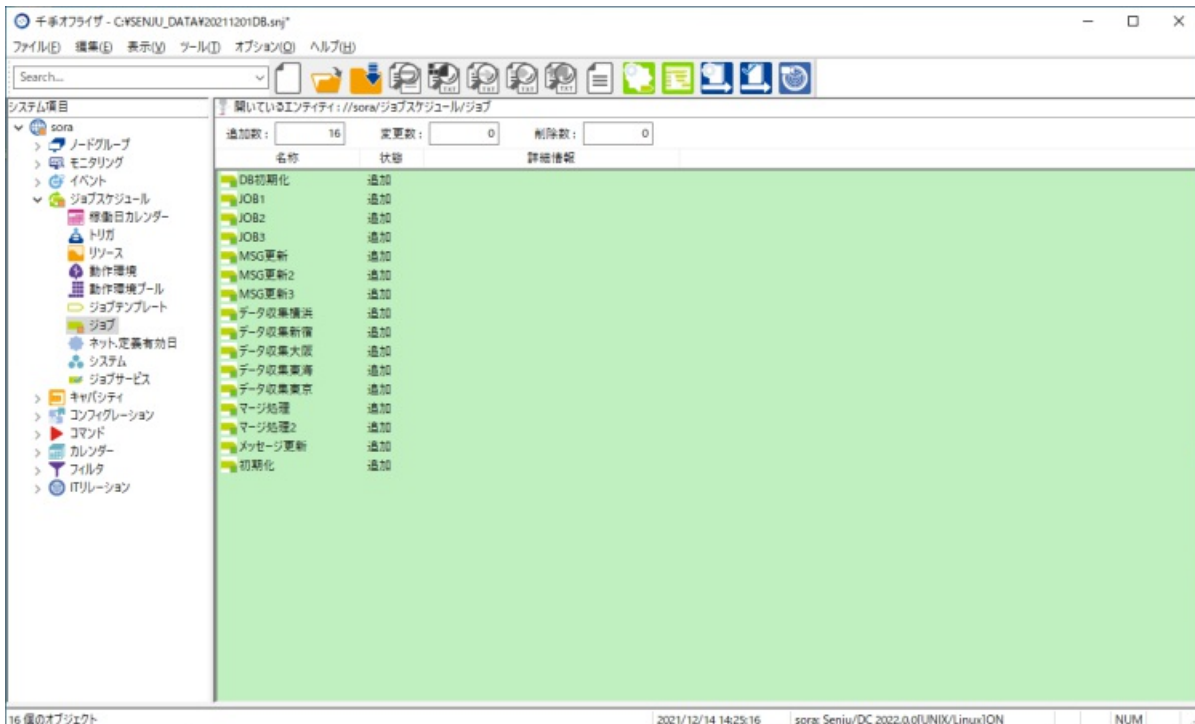 千手オフライザ - C:¥SENJU_DATA¥20211201DB.snj*
ファイル(F) 編集(E) 表示(V) ツール(T) オプション(O) ヘルプ(H)
Search...
システム項目
開いているエンティティ : //sora/ジョブスケジュール/ジョブ
sora
ノードグループ
モニタリング
イベント
ジョブスケジュール
稼働日カレンダー
トリガ
リソース
動作環境
動作環境プール
ジョブテンプレート
ジョブ
ネット定義有効日
システム
ジョブサービス
キャパシティ
コンフィグレーション
コマンド
カレンダー
フィルタ
ITリレーション
追加数 : 16 変更数 : 0 削除数 : 0
名称 状態 詳細情報
DB初期化 追加
JOB1 追加
JOB2 追加
JOB3 追加
MSG更新 追加
MSG更新2 追加
MSG更新3 追加
データ収集横浜 追加
データ収集新宿 追加
データ収集大阪 追加
データ収集東海 追加
データ収集東京 追加
マージ処理 追加
マージ処理2 追加
メッセージ更新 追加
初期化 追加
16 個のオブジェクト 2021/12/14 14:25:16 sora: Senju/DC 2022.0.0[UNIX/Linux]ON NUM